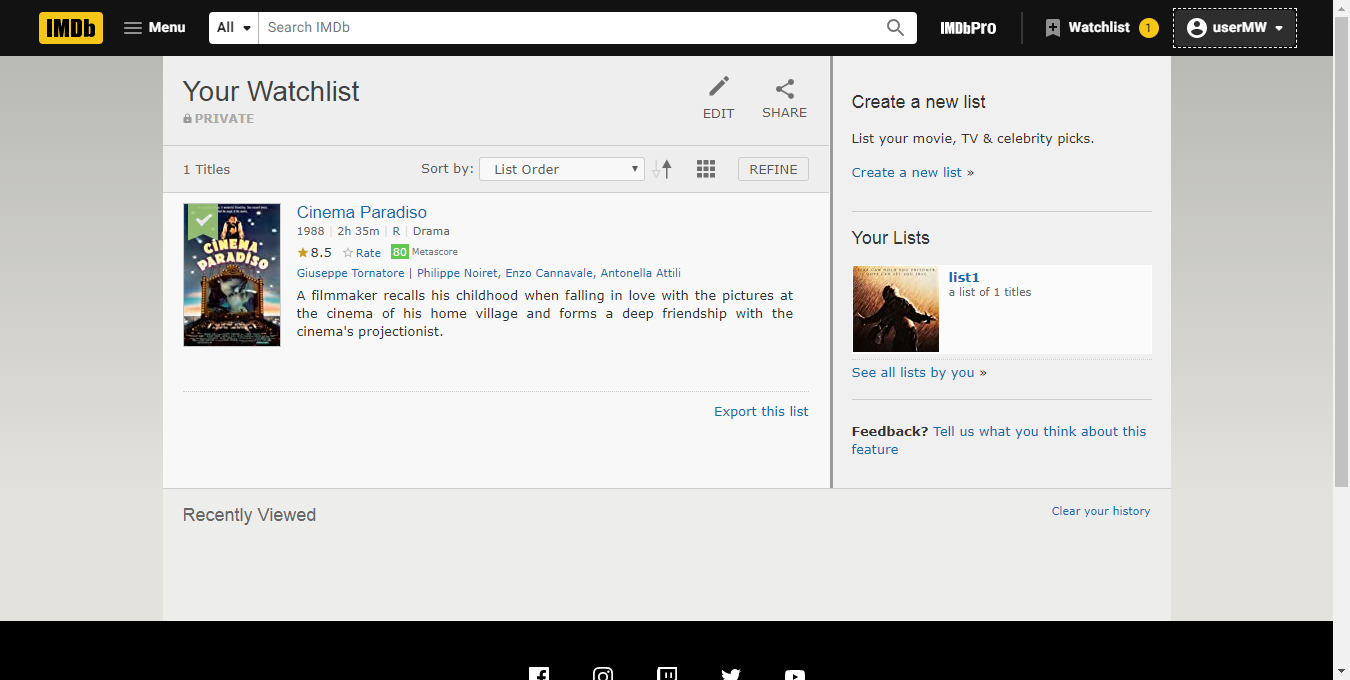 IMDb
Menu
All
Search IMDb
IMDbPro
Watchlist 1
userMW
Your Watchlist
PRIVATE
EDIT
SHARE
1 Titles
Sort by: List Order
REFINE
CINEMA
PARADISO
Cinema Paradiso
1988 | 2h 35m | R | Drama
8.5 Rate 80 Metascore
Giuseppe Tornatore | Philippe Noiret, Enzo Cannavale, Antonella Attili
A filmmaker recalls his childhood when falling in love with the pictures at
the cinema of his home village and forms a deep friendship with the
cinema's projectionist.
Export this list
Create a new list
List your movie, TV & celebrity picks.
Create a new list »
Your Lists
list1
a list of 1 titles
See all lists by you »
Feedback? Tell us what you think about this
feature
Recently Viewed
Clear your history